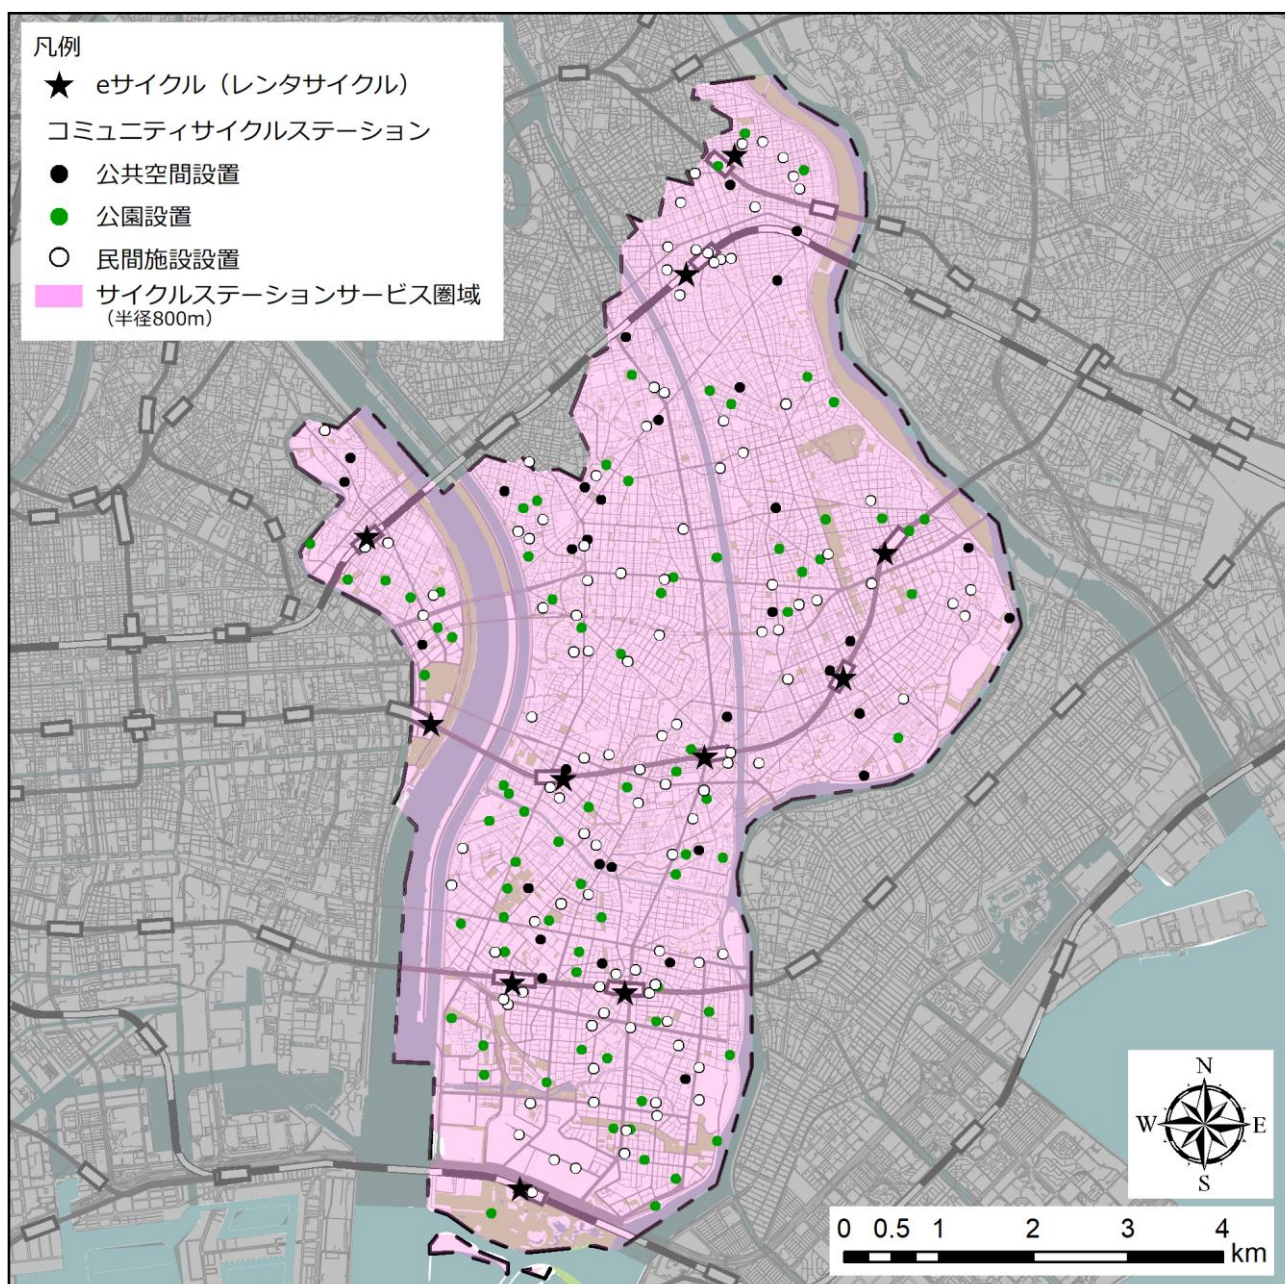 凡例
eサイクル（レンタサイクル）
コミュニティサイクルステーション
公共空間設置
公園設置
民間施設設置
サイクルステーションサービス圏域
（半径800m）
N
W E
S
0 0.5 1 2 3 4
km